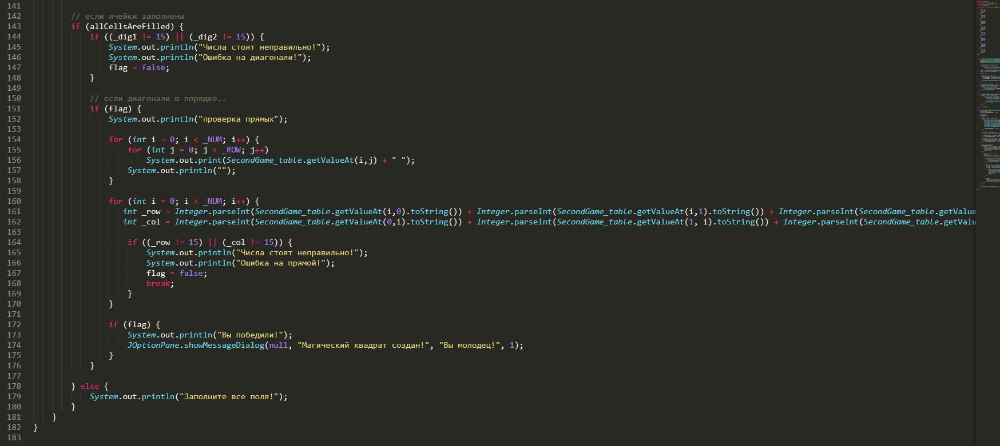 141
142 // если ячейки заполнены
143 if (allCellsAreFilled) {
144 if ((_dig1 != 15) || (_dig2 != 15)) {
145 System.out.println("Числа стоят неправильно!");
146 System.out.println("Ошибка на диагонали!");
147 flag = false;
148 }
149
150 // если диагонали в порядке..
151 if (flag) {
152 System.out.println("проверка прямых");
153
154 for (int i = 0; i < _NUM; i++) {
155 for (int j = 0; j < _ROW; j++)
156 System.out.print(SecondGame_table.getValueAt(i,j) + " ");
157 System.out.println("");
158 }
159
160 for (int i = 0; i < _NUM; i++) {
161 int _row = Integer.parseInt(SecondGame_table.getValueAt(i,0).toString()) + Integer.parseInt(SecondGame_table.getValueAt(i,1).toString()) + Integer.parseInt(SecondGame_table.getValue
162 int _col = Integer.parseInt(SecondGame_table.getValueAt(0,i).toString()) + Integer.parseInt(SecondGame_table.getValueAt(1, i).toString()) + Integer.parseInt(SecondGame_table.getValu
163
164 if ((_row != 15) || (_col != 15)) {
165 System.out.println("Числа стоят неправильно!");
166 System.out.println("Ошибка на прямой!");
167 flag = false;
168 break;
169 }
170 }
171
172 if (flag) {
173 System.out.println("Вы победили!");
174 JOptionPane.showMessageDialog(null, "Магический квадрат создан!", "Вы молодец!", 1);
175 }
176 }
177
178 } else {
179 System.out.println("Заполните все поля!");
180 }
181 }
182 }
183